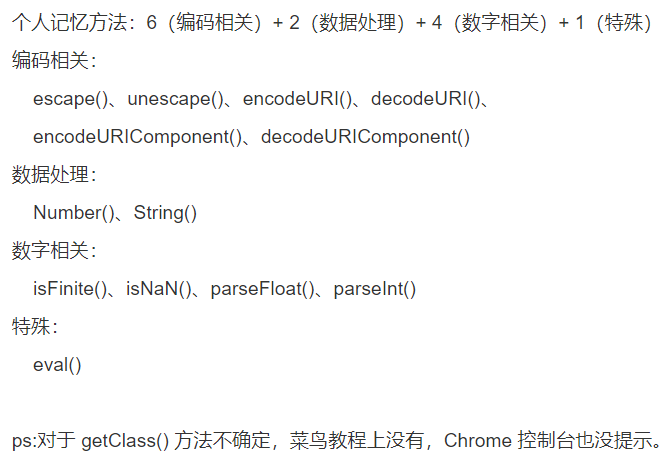 个人记忆方法：6（编码相关）+ 2（数据处理）+ 4（数字相关）+ 1（特殊）
编码相关：
escape()、unescape()、encodeURI()、decodeURI()、
encodeURIComponent()、decodeURIComponent()
数据处理：
Number()、String()
数字相关：
isFinite()、isNaN()、parseFloat()、parseInt()
特殊：
eval()
ps:对于 getClass() 方法不确定，菜鸟教程上没有，Chrome 控制台也没提示。